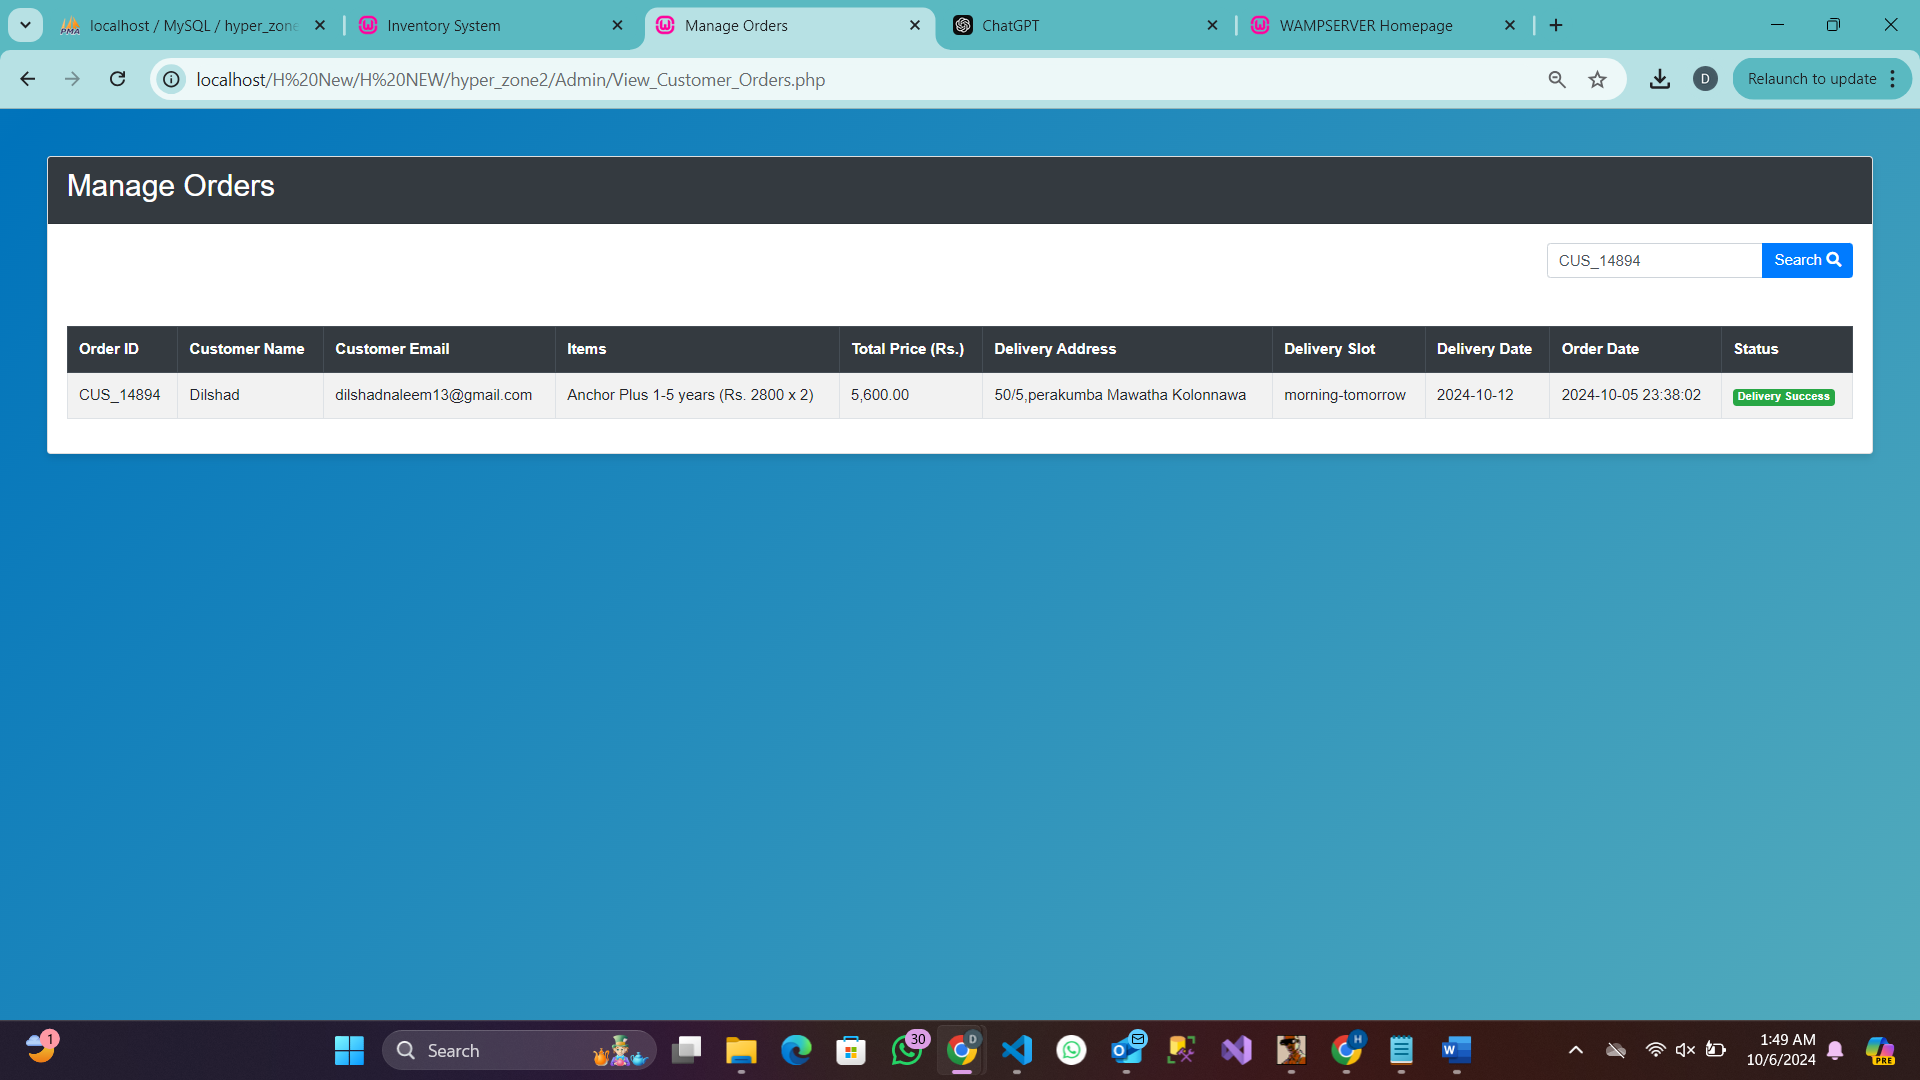 localhost / MySQL / hyper_zone
Inventory System
Manage Orders
ChatGPT
WAMPSERVER Homepage
localhost/H%20New/H%20NEW/hyper_zone2/Admin/View_Customer_Orders.php
D
Relaunch to update
Manage Orders
CUS_14894
Search
Order ID Customer Name Customer Email Items Total Price (Rs.) Delivery Address Delivery Slot Delivery Date Order Date Status
CUS_14894 Dilshad dilshadnaleem13@gmail.com Anchor Plus 1-5 years (Rs. 2800 x 2) 5,600.00 50/5,perakumba Mawatha Kolonnawa morning-tomorrow 2024-10-12 2024-10-05 23:38:02 Delivery Success
1
Search
30
D
H
1:49 AM
10/6/2024
PRE